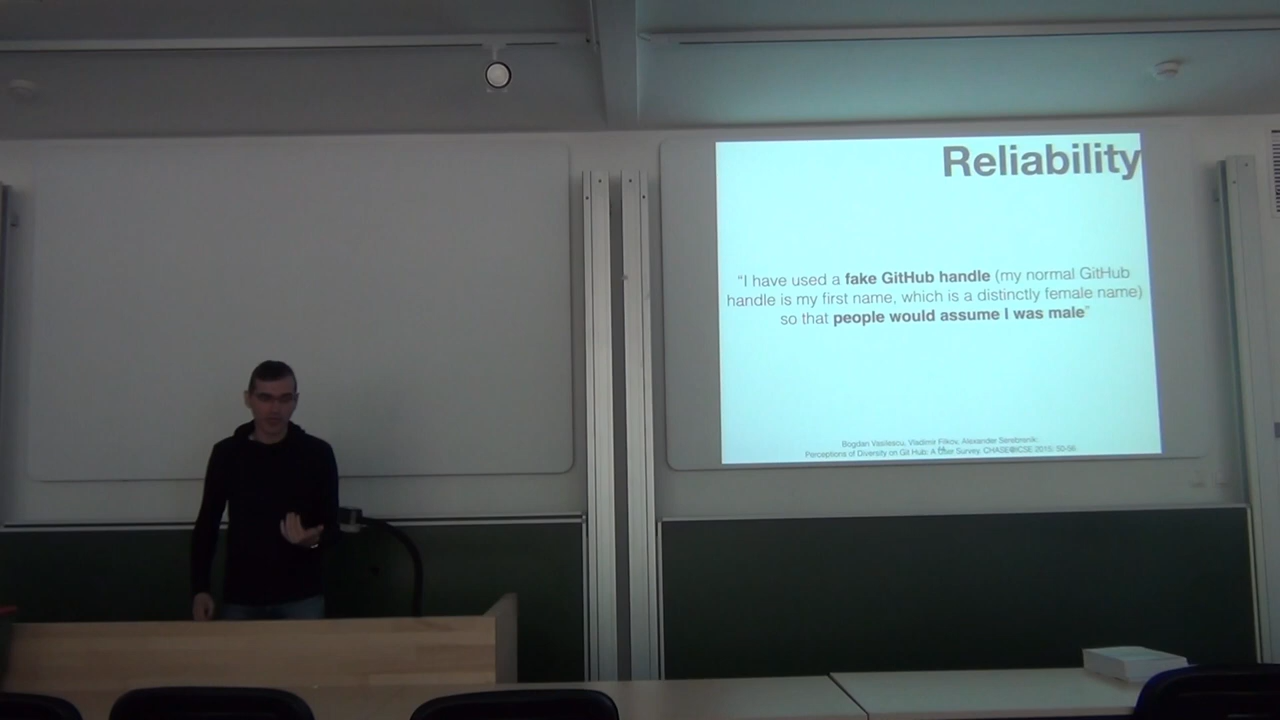 Reliability
“I have used a fake GitHub handle (my normal GitHub
handle is my first name, which is a distinctly female name)
so that people would assume I was male”
Bogdan Vasilescu, Vladimir Filkov, Alexander Serebrenik:
Perceptions of Diversity on Git Hub: A User Survey. CHASE@ICSE 2015: 50-56